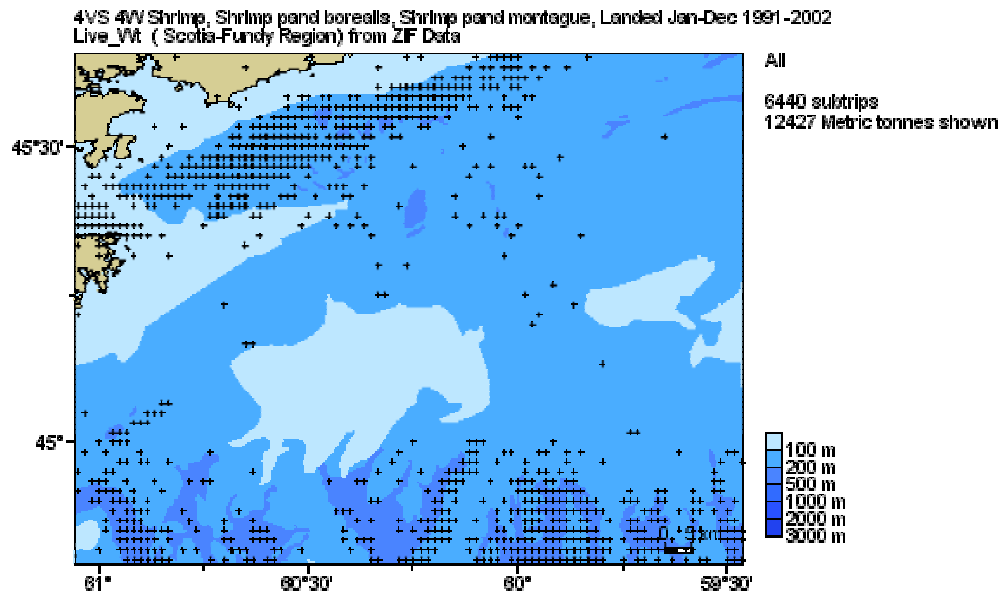 4VS 4W Shrimp, Shrimp pand borealis, Shrimp pand montague, Landed Jan-Dec 1991-2002
Live_Wt ( Scotia-Fundy Region) from ZIF Data
All
6440 subtrips
12427 Metric tonnes shown
45°30'
45°
100 m
200 m
500 m
1000 m
2000 m
3000 m
61°
60°30'
60°
59°30'